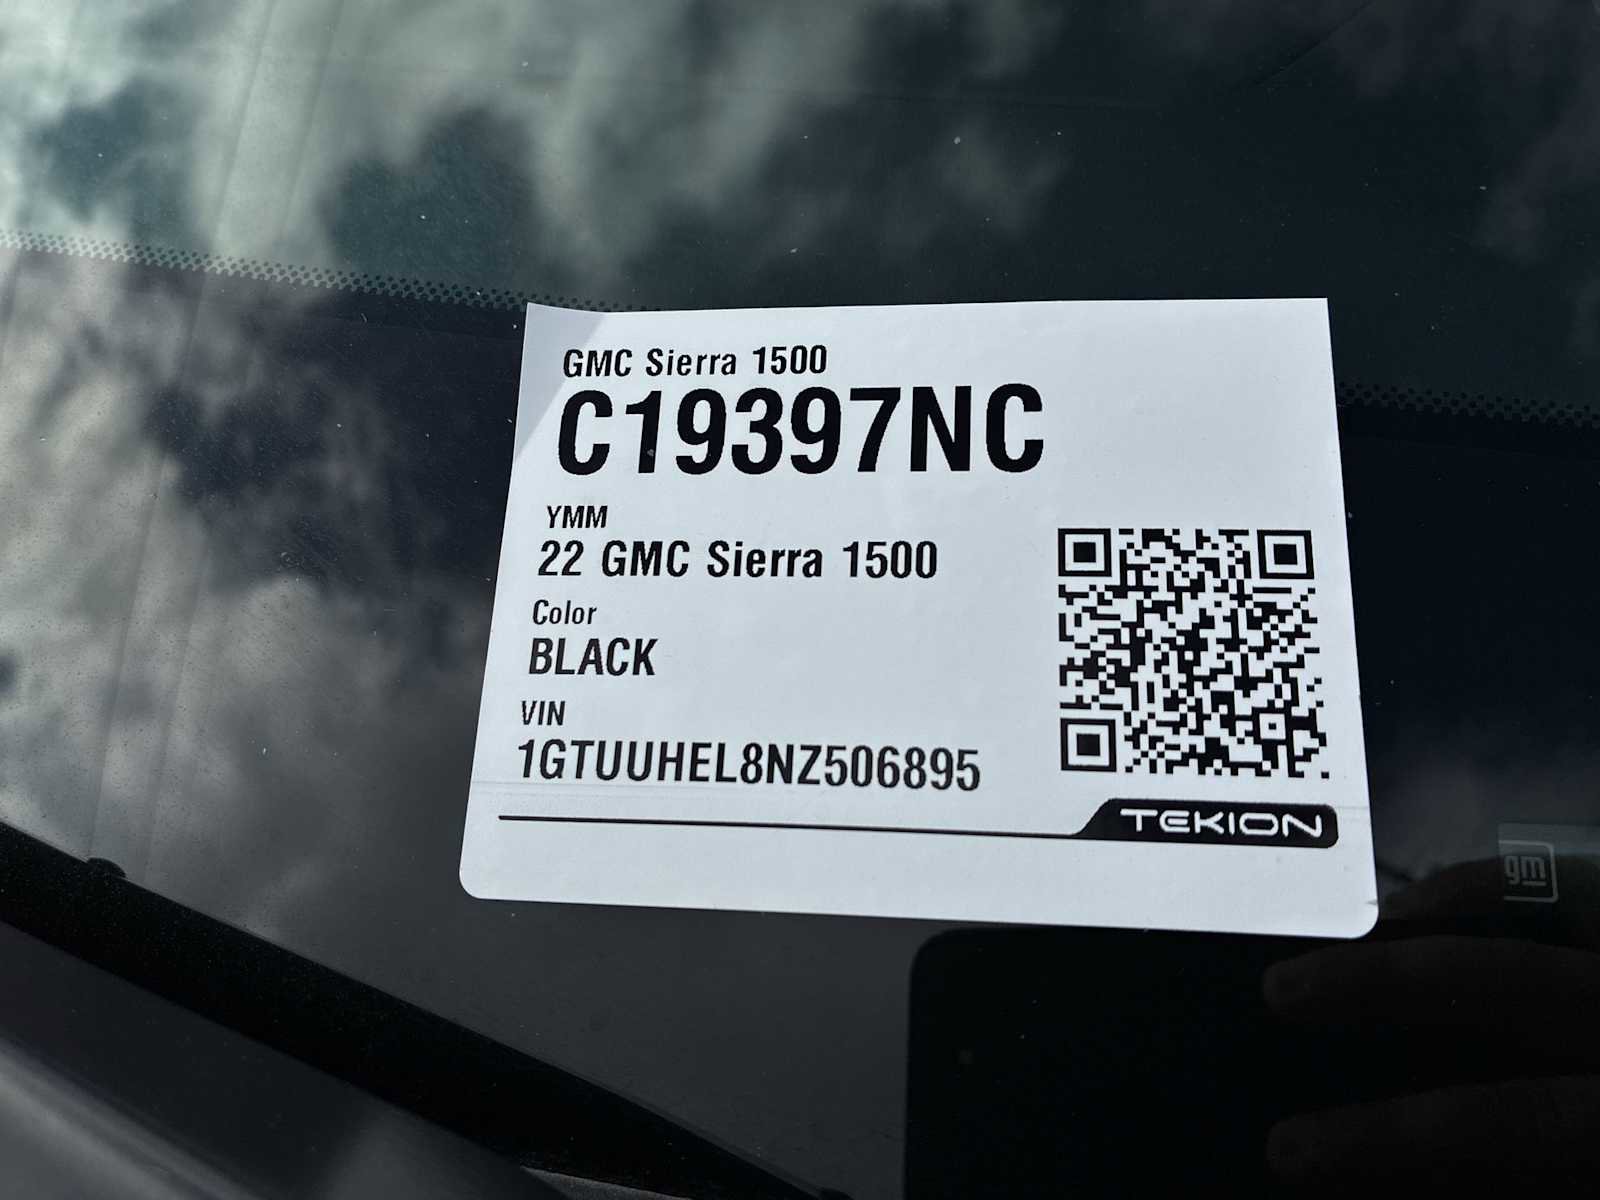 GMC Sierra 1500
C19397NC
YMM
22 GMC Sierra 1500
Color
BLACK
VIN
1GTUUHEL8NZ506895
TEKION
gm